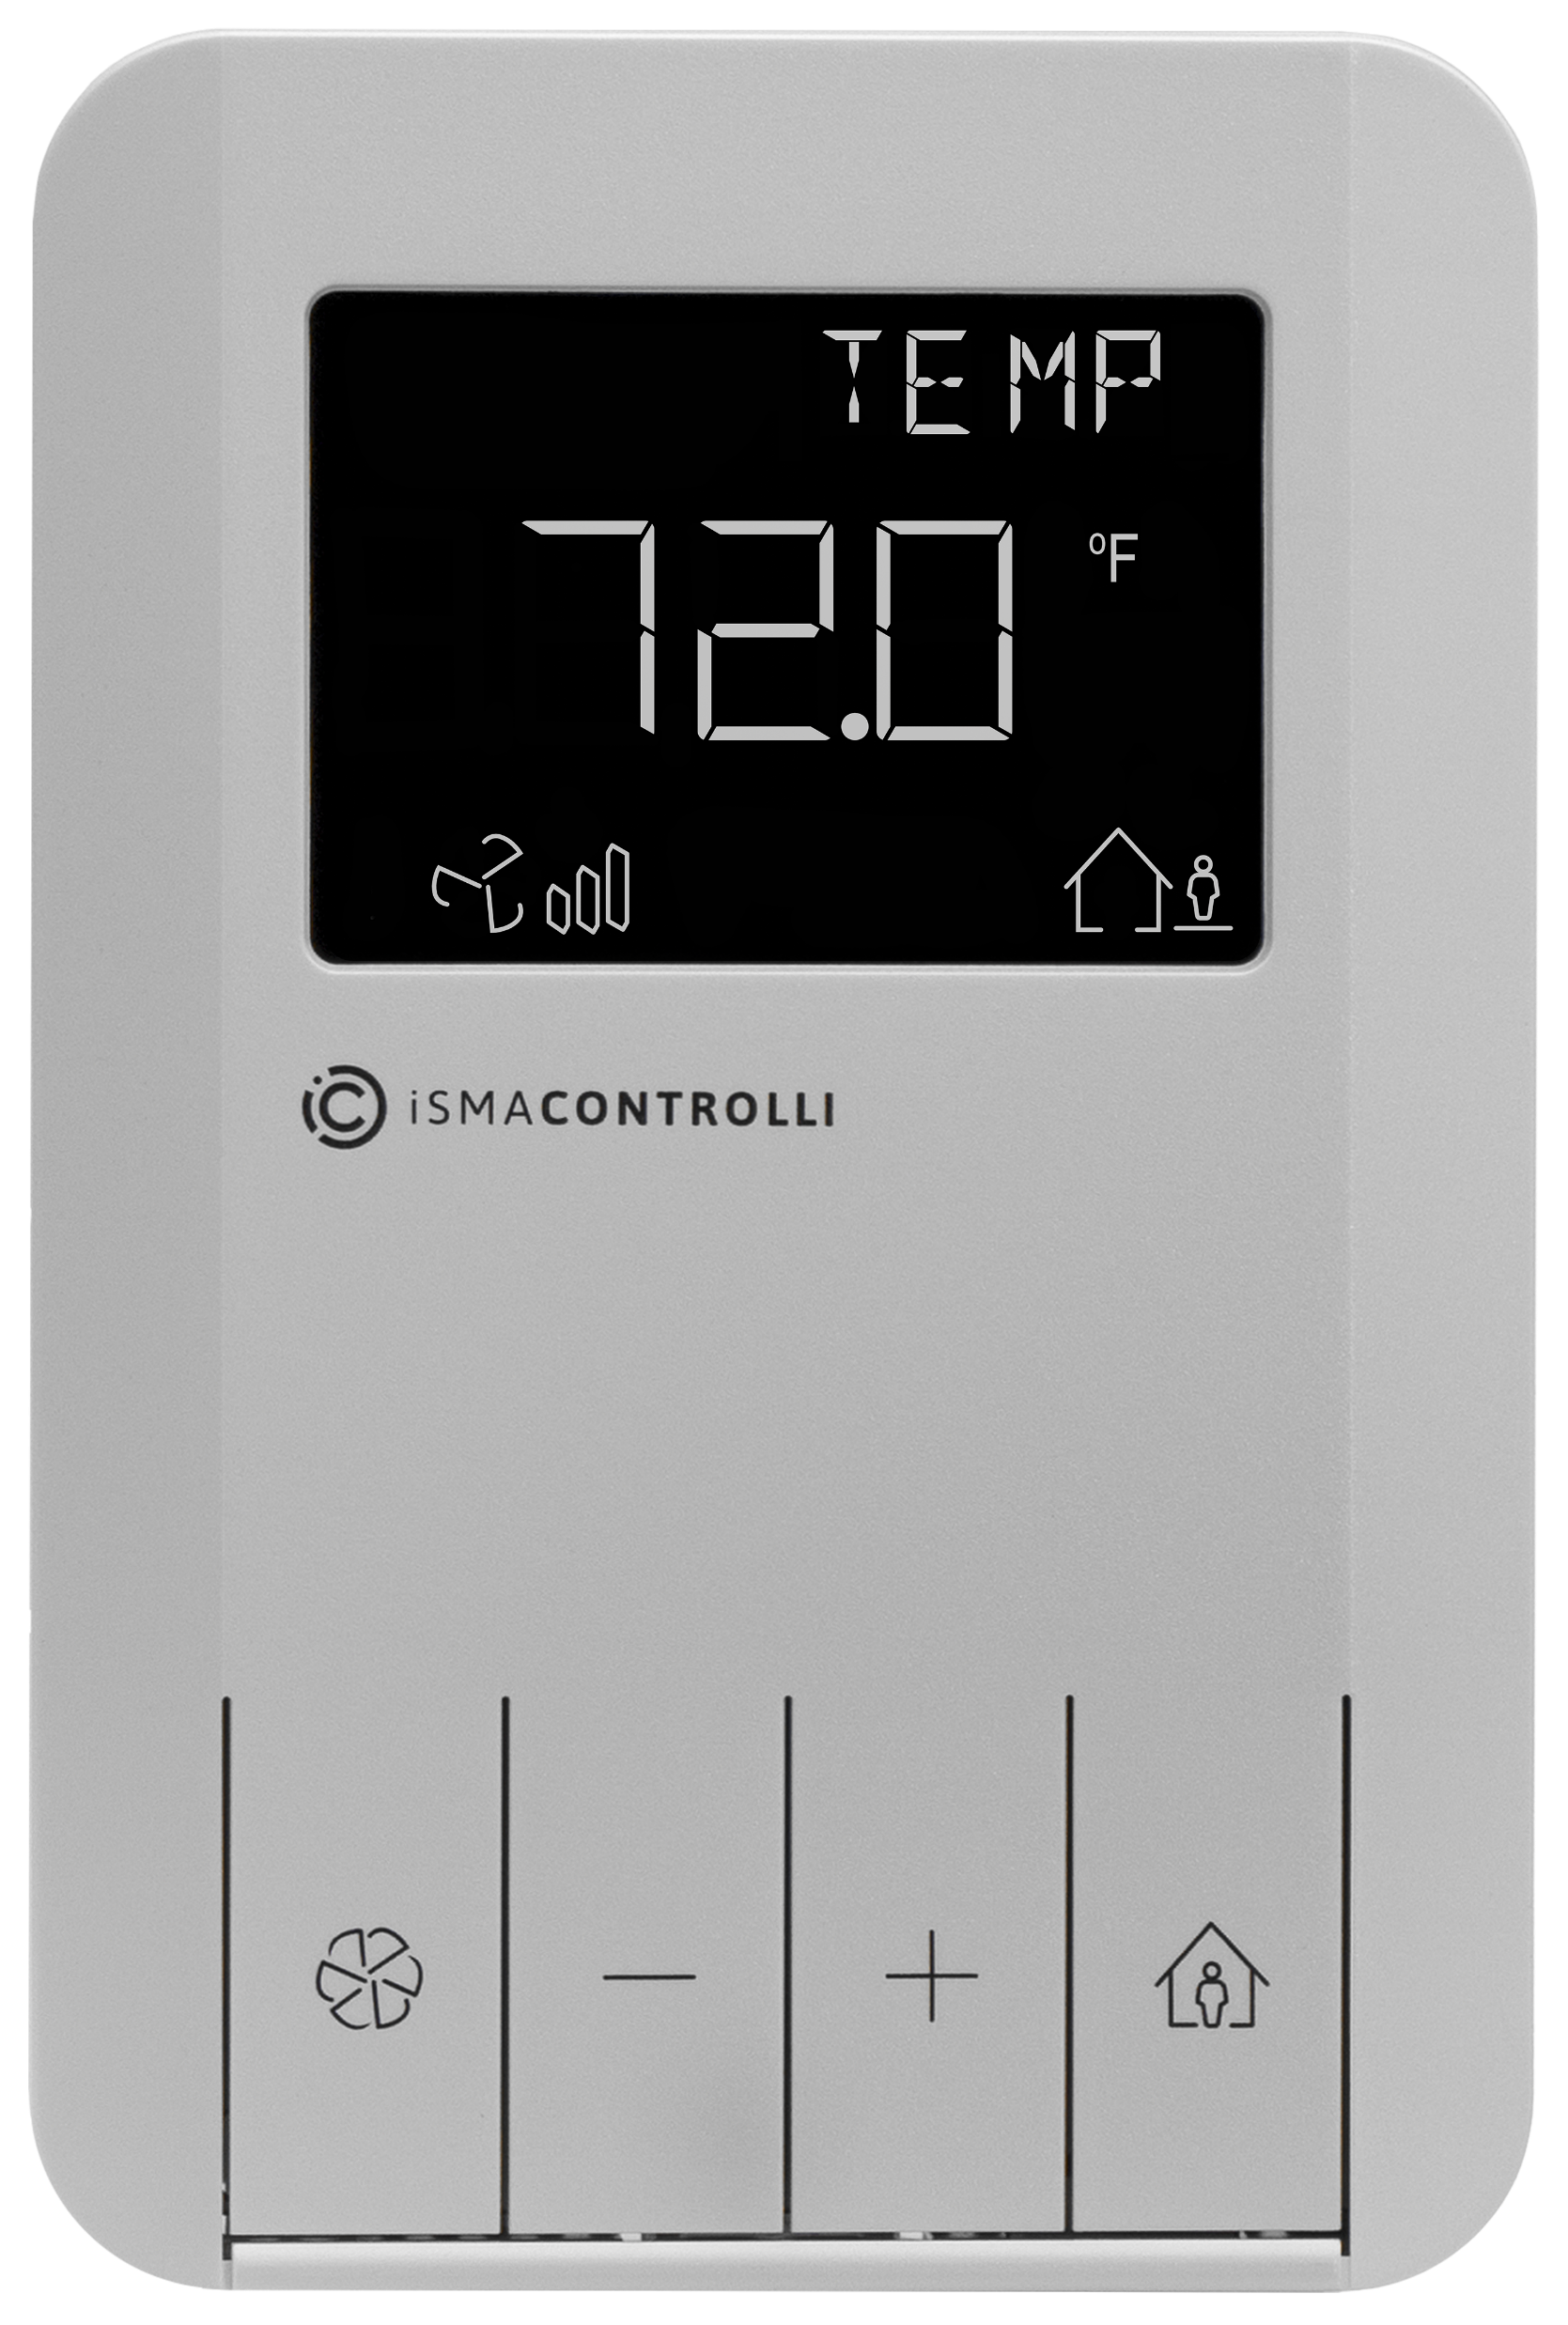 TEMP
72.0 °F
iSMACONTROLLI